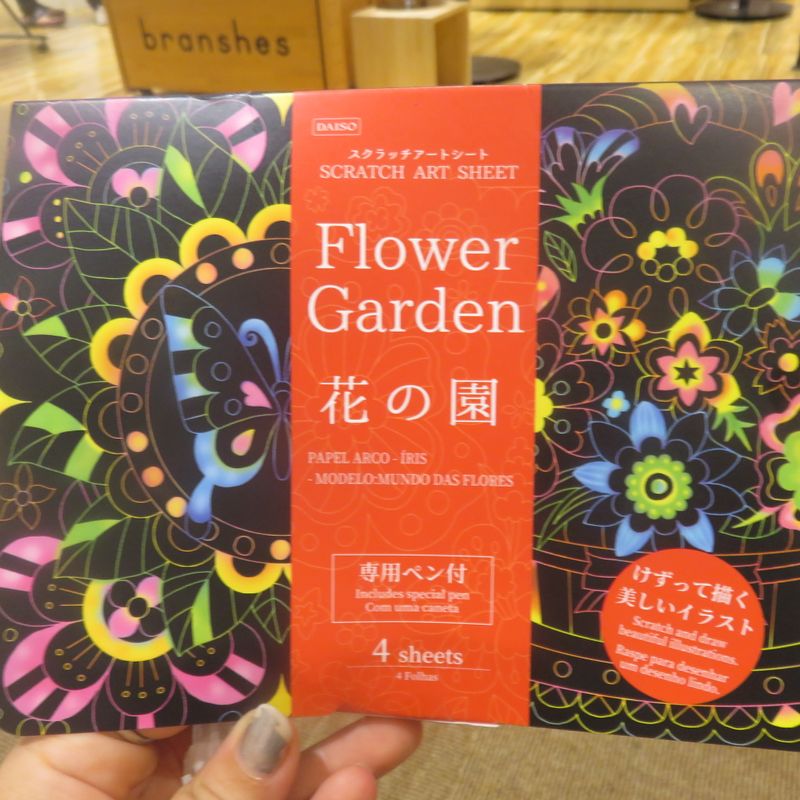 branshes
DAISO
スクラッチアートシート
SCRATCH ART SHEET
Flower
Garden
花の園
PAPEL ARCO - ÍRIS
- MODELO:MUNDO DAS FLORES
専用ペン付
Includes special pen
Com uma caneta
4 sheets
4 Folhas
けずって描く
美しいイラスト
Scratch and draw
beautiful illustrations.
Raspe para desenhar
um desenho lindo.